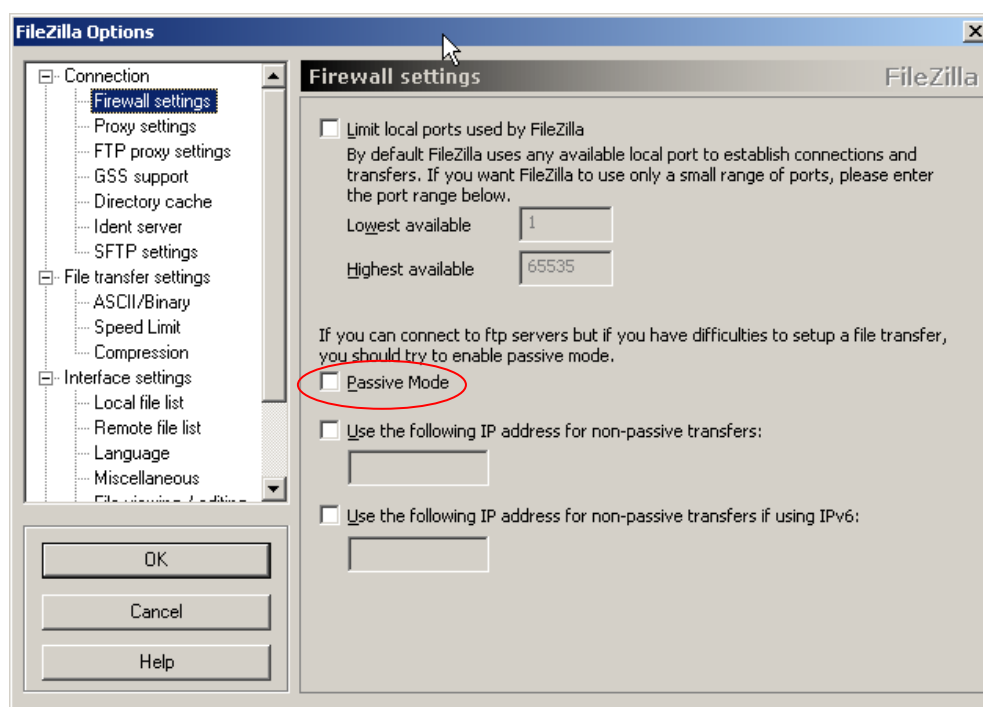 FileZilla Options
Connection
Firewall settings
Proxy settings
FTP proxy settings
GSS support
Directory cache
Ident server
SFTP settings
File transfer settings
ASCII/Binary
Speed Limit
Compression
Interface settings
Local file list
Remote file list
Language
Miscellaneous
File viewing / editing
OK
Cancel
Help
Firewall settings
FileZilla
Limit local ports used by FileZilla
By default FileZilla uses any available local port to establish connections and
transfers. If you want FileZilla to use only a small range of ports, please enter
the port range below.
Lowest available
1
Highest available
65535
If you can connect to ftp servers but if you have difficulties to setup a file transfer,
you should try to enable passive mode.
Passive Mode
Use the following IP address for non-passive transfers:
Use the following IP address for non-passive transfers if using IPv6: